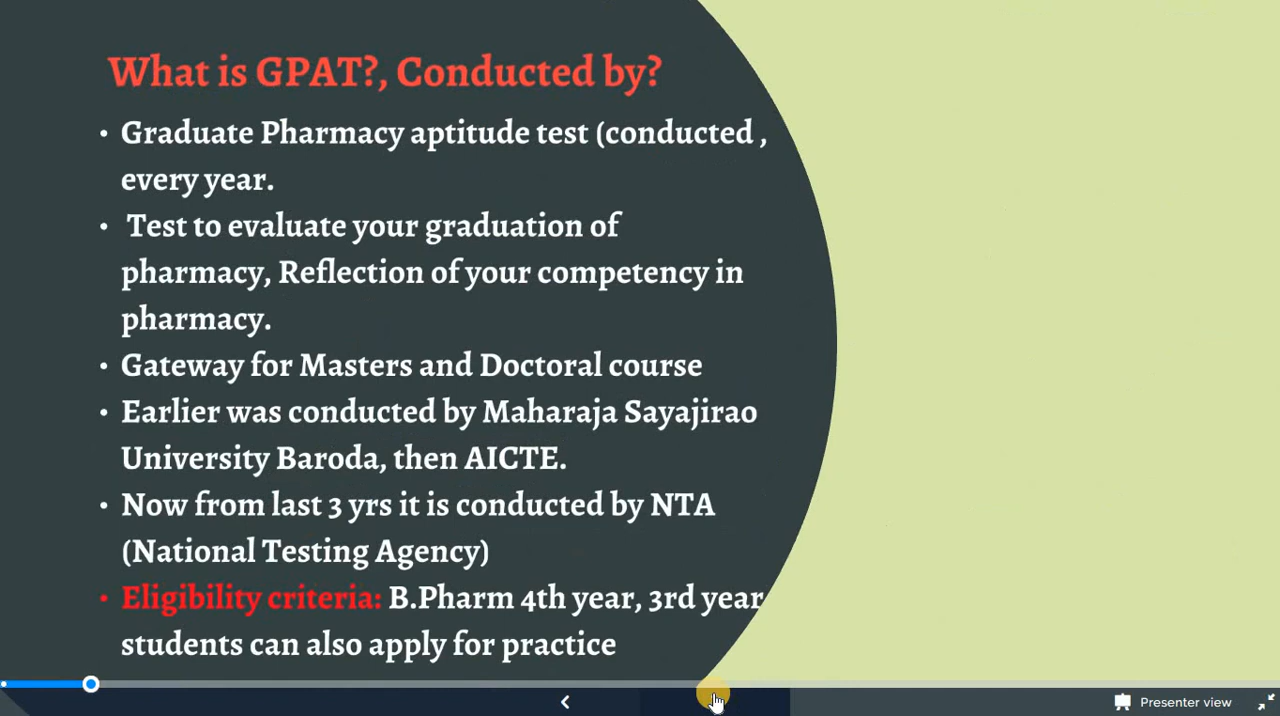 What is GPAT?, Conducted by?
• Graduate Pharmacy aptitude test (conducted ,
every year.
• Test to evaluate your graduation of
pharmacy, Reflection of your competency in
pharmacy.
• Gateway for Masters and Doctoral course
• Earlier was conducted by Maharaja Sayajirao
University Baroda, then AICTE.
• Now from last 3 yrs it is conducted by NTA
(National Testing Agency)
• Eligibility criteria: B.Pharm 4th year, 3rd year
students can also apply for practice
Presenter view